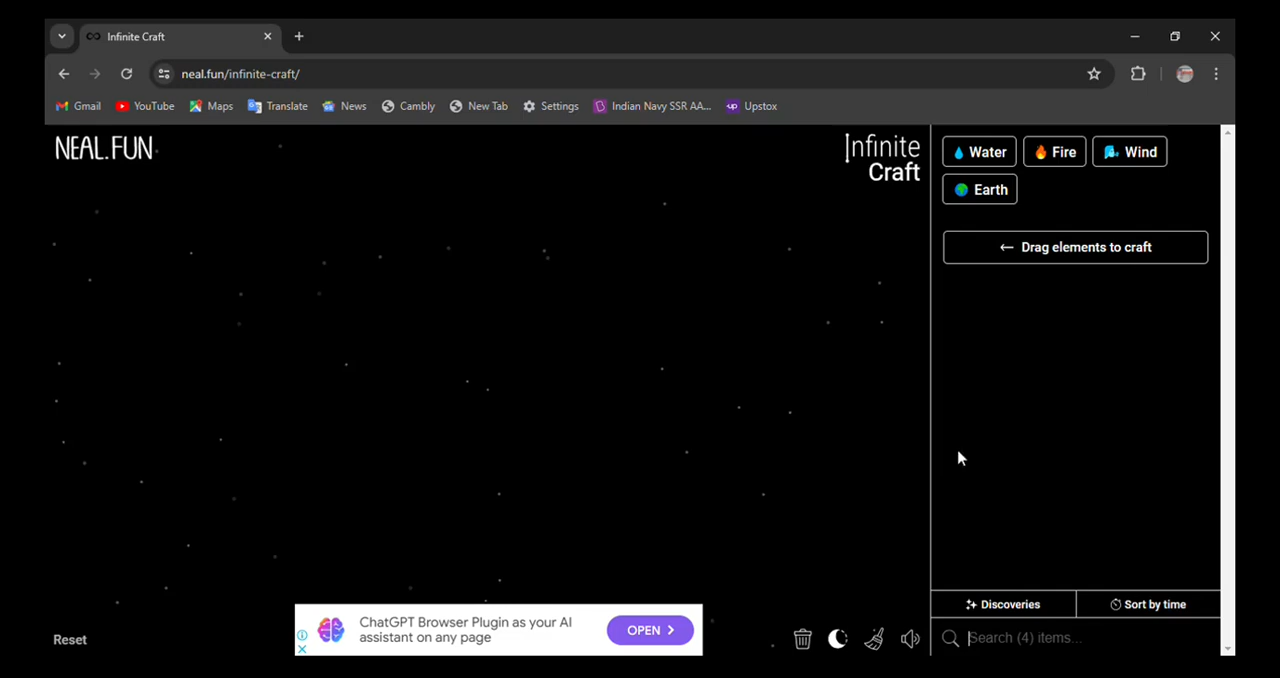 Infinite Craft
neal.fun/infinite-craft/
Gmail YouTube Maps Translate News Cambly New Tab Settings Indian Navy SSR AA... Upstox
NEAL.FUN
Infinite
Craft
Water Fire Wind
Earth
← Drag elements to craft
Discoveries Sort by time
ChatGPT Browser Plugin as your AI
assistant on any page
OPEN
Reset
Search (4) items...